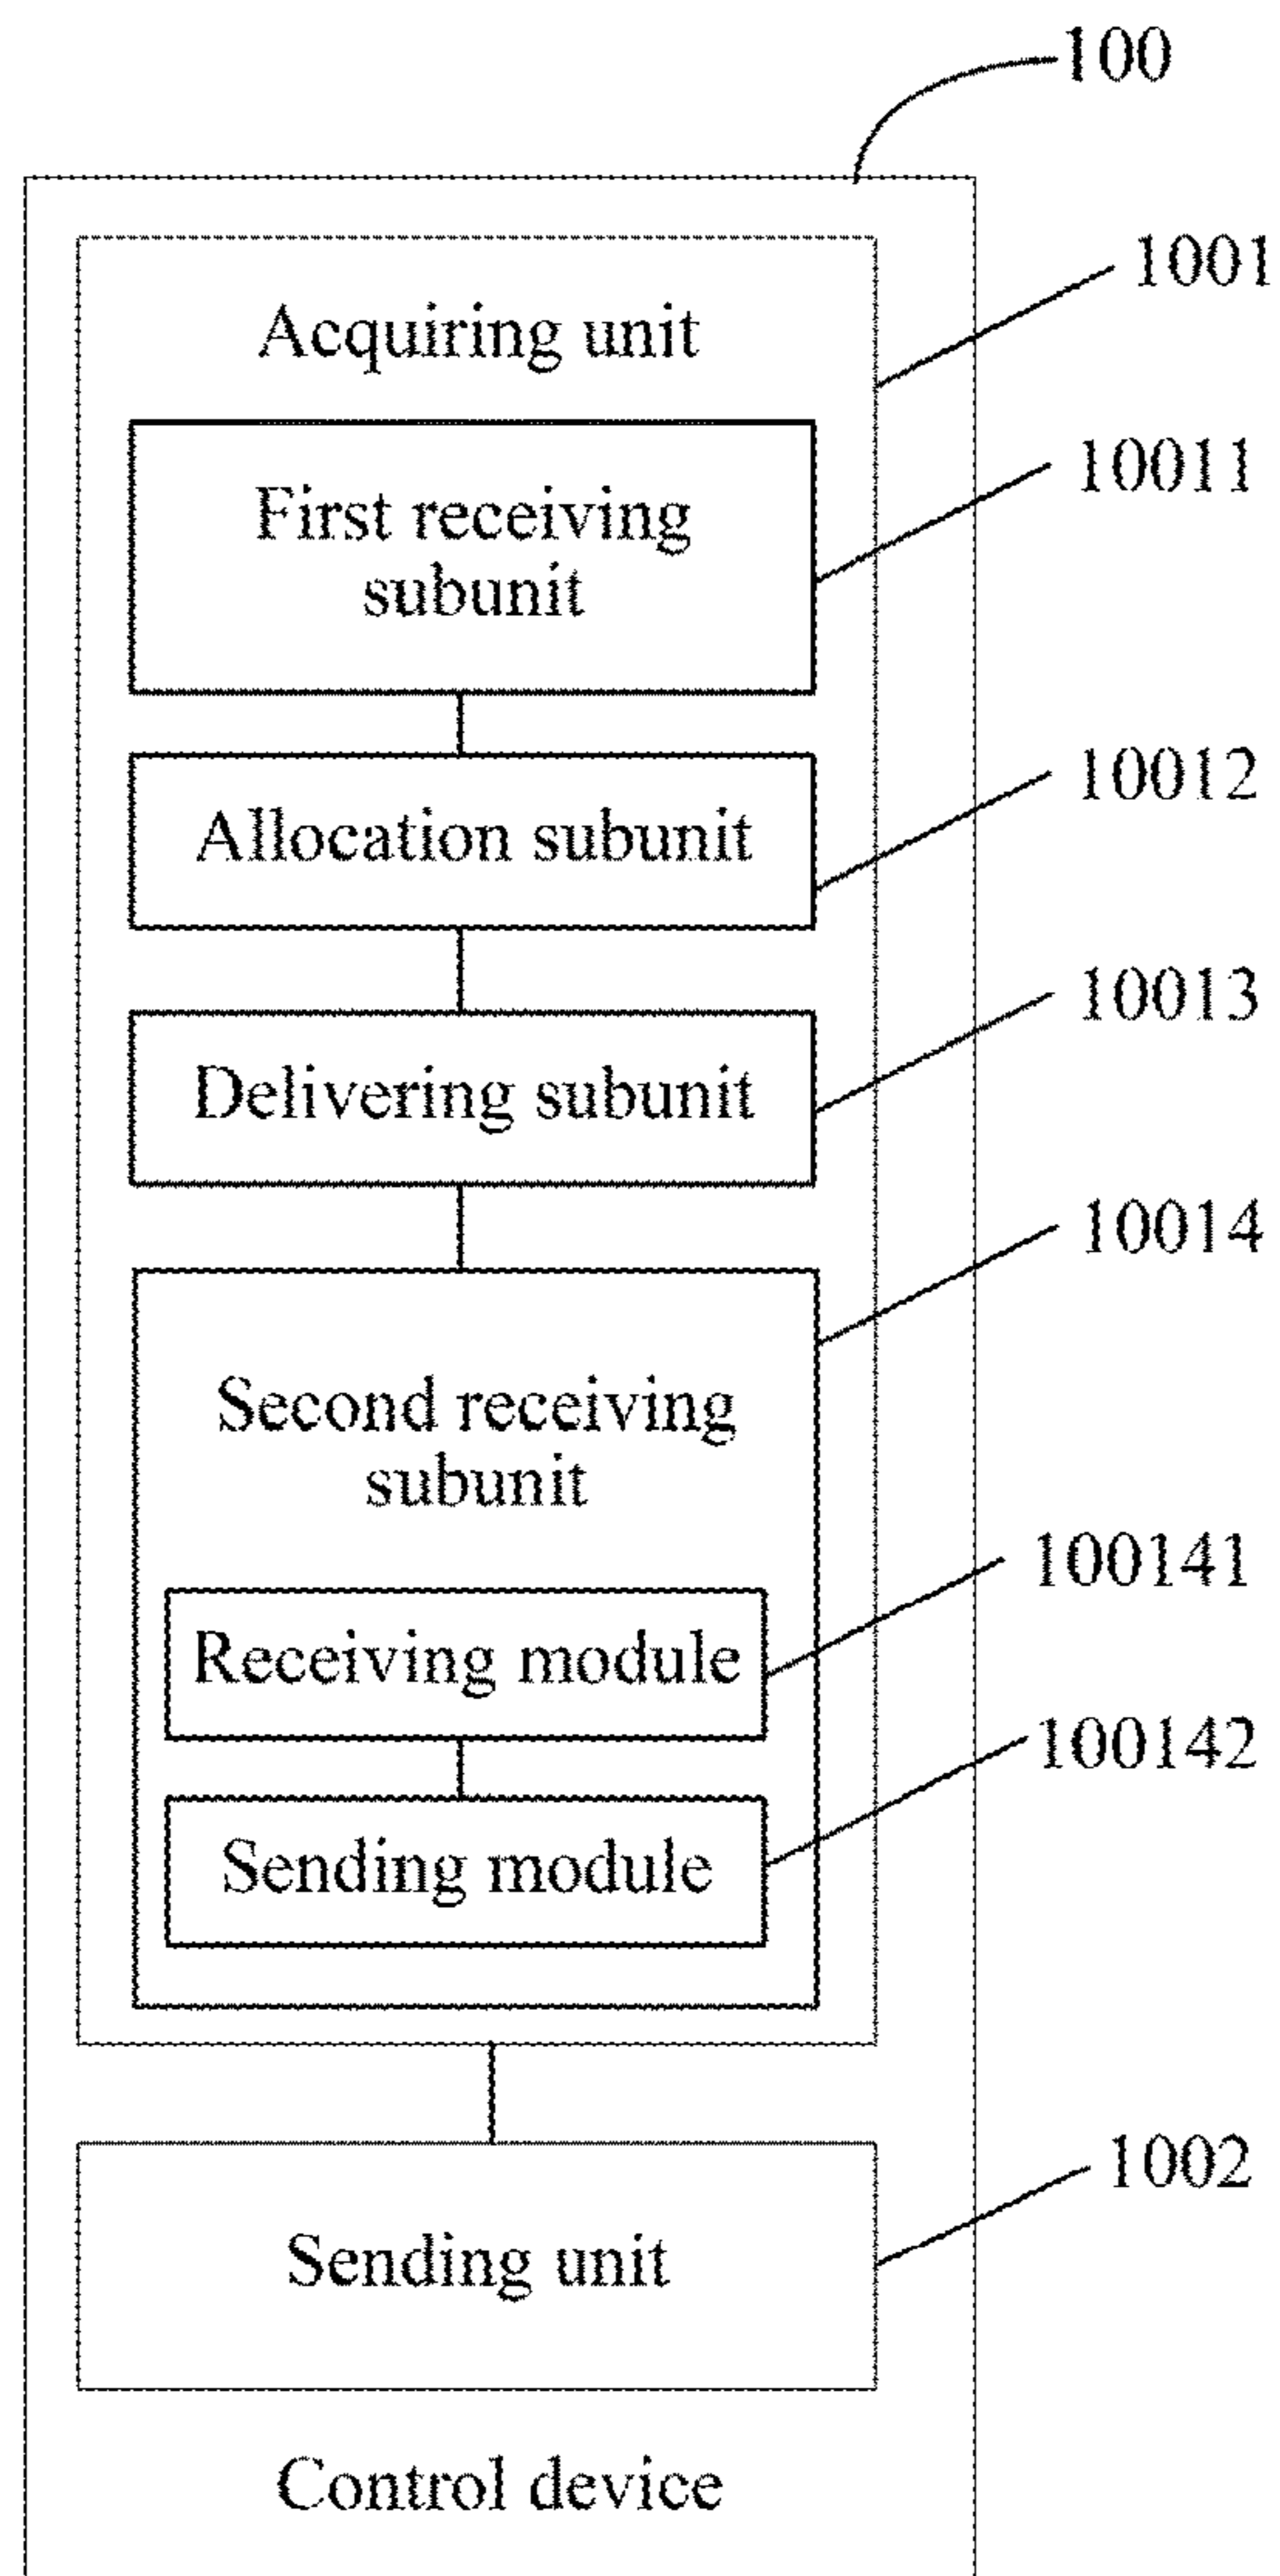 100
1001
Acquiring unit
10011
First receiving
subunit
10012
Allocation subunit
10013
Delivering subunit
10014
Second receiving
subunit
100141
Receiving module
100142
Sending module
1002
Sending unit
Control device